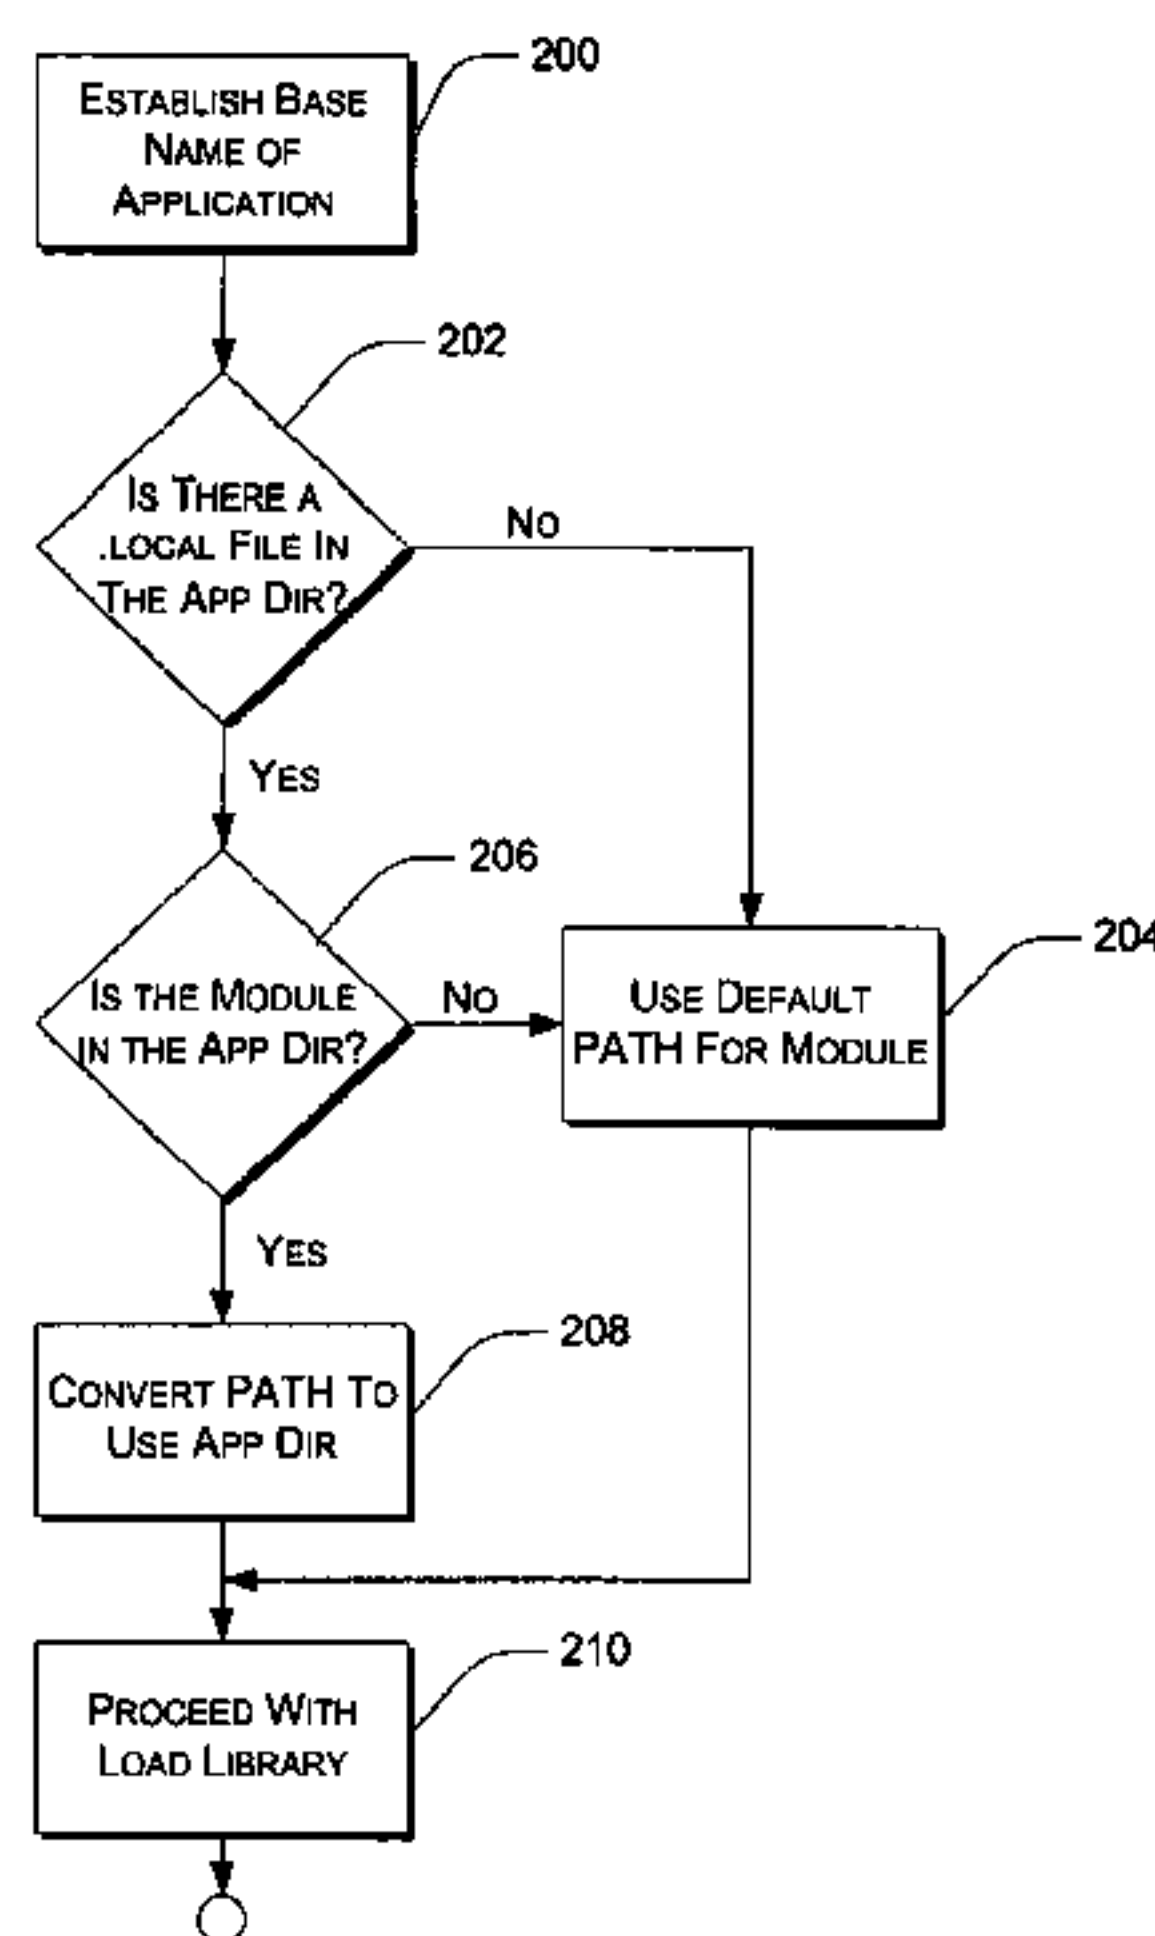 200
ESTABLISH BASE
NAME OF
APPLICATION
202
IS THERE A
.LOCAL FILE IN
THE APP DIR?
NO
YES
206
IS THE MODULE
IN THE APP DIR?
NO
204
USE DEFAULT
PATH FOR MODULE
YES
208
CONVERT PATH TO
USE APP DIR
210
PROCEED WITH
LOAD LIBRARY